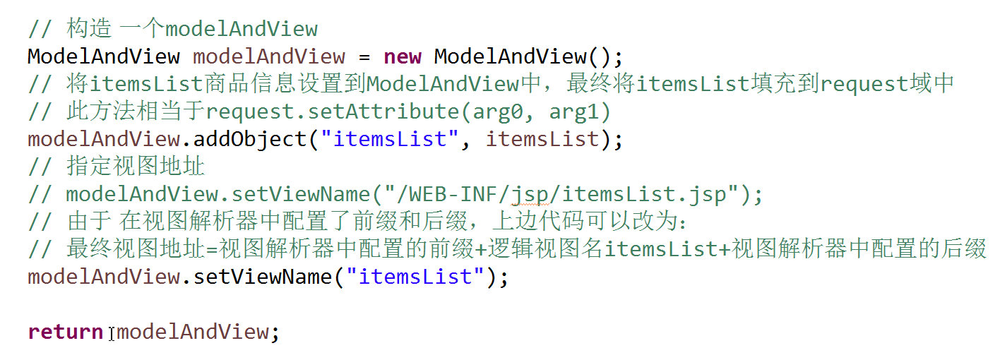 // 构造 一个modelAndView
ModelAndView modelAndView = new ModelAndView();
// 将itemsList商品信息设置到ModelAndView中，最终将itemsList填充到request域中
// 此方法相当于request.setAttribute(arg0, arg1)
modelAndView.addObject("itemsList", itemsList);
// 指定视图地址
// modelAndView.setViewName("/WEB-INF/jsp/itemsList.jsp");
// 由于 在视图解析器中配置了前缀和后缀，上边代码可以改为：
// 最终视图地址=视图解析器中配置的前缀+逻辑视图名itemsList+视图解析器中配置的后缀
modelAndView.setViewName("itemsList");
return modelAndView;